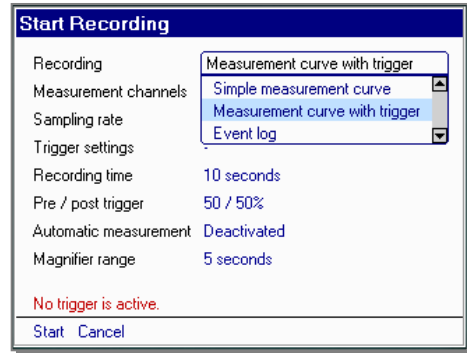 Start Recording
Recording Measurement curve with trigger
Simple measurement curve
Measurement channels
Measurement curve with trigger
Sampling rate
Event log
Trigger settings -
Recording time 10 seconds
Pre / post trigger 50 / 50%
Automatic measurement Deactivated
Magnifier range 5 seconds
No trigger is active.
Start Cancel